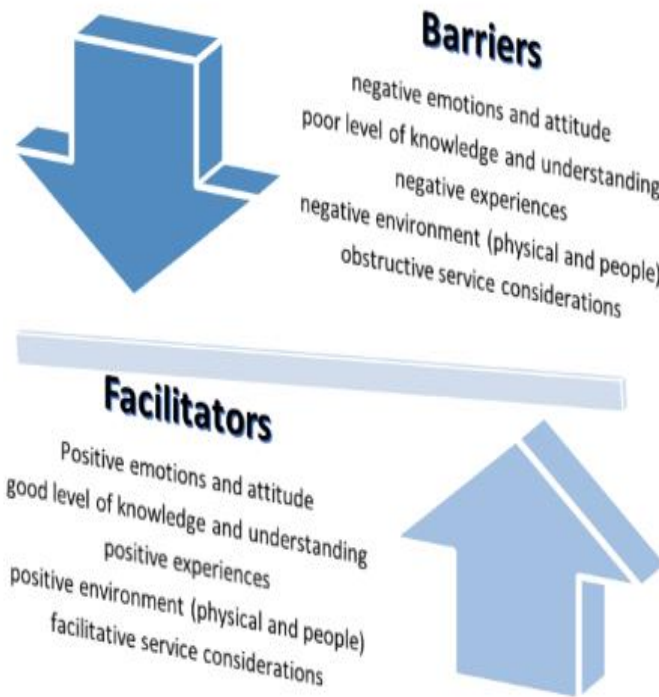 Barriers
negative emotions and attitude
poor level of knowledge and understanding
negative experiences
negative environment (physical and people)
obstructive service considerations
Facilitators
Positive emotions and attitude
good level of knowledge and understanding
positive experiences
positive environment (physical and people)
facilitative service considerations